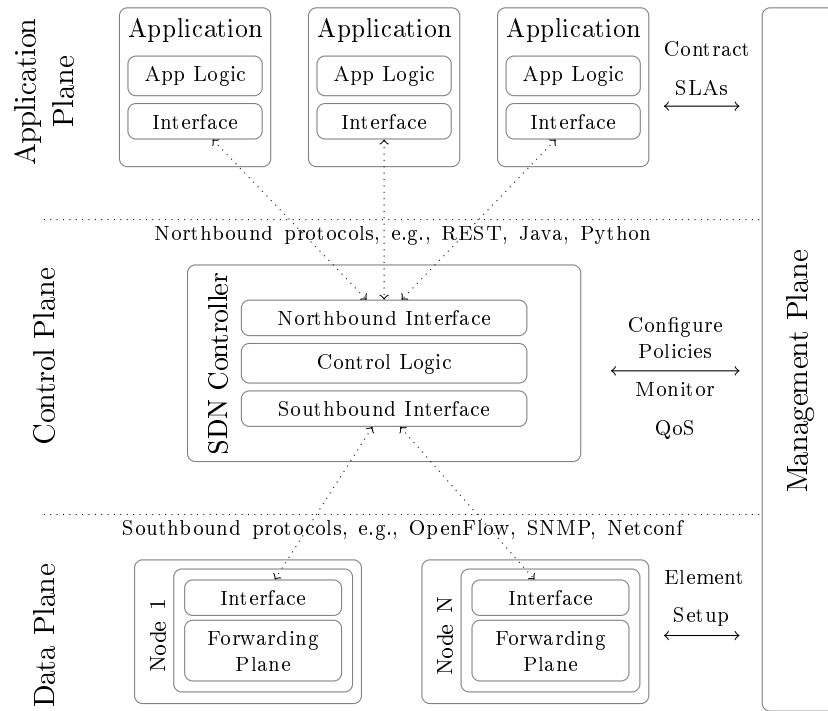 Application
Plane
Application
App Logic
Interface
Application
App Logic
Interface
Application
App Logic
Interface
Contract
SLAs
Northbound protocols, e.g., REST, Java, Python
Control Plane
SDN Controller
Northbound Interface
Control Logic
Southbound Interface
Configure
Policies
Monitor
QoS
Management Plane
Southbound protocols, e.g., OpenFlow, SNMP, Netconf
Data Plane
Node 1
Interface
Forwarding
Plane
Node N
Interface
Forwarding
Plane
Element
Setup